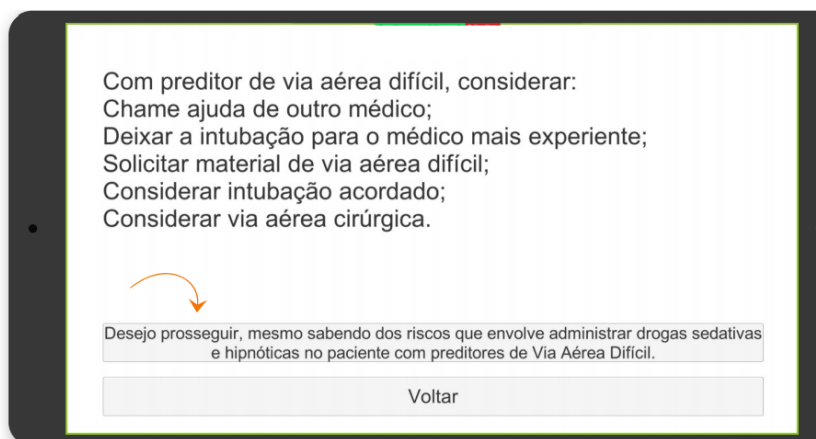 Com preditor de via aérea difícil, considerar:
Chame ajuda de outro médico;
Deixar a intubação para o médico mais experiente;
Solicitar material de via aérea difícil;
Considerar intubação acordado;
Considerar via aérea cirúrgica.
Desejo prosseguir, mesmo sabendo dos riscos que envolve administrar drogas sedativas
e hipnóticas no paciente com preditores de Via Aérea Difícil.
Voltar